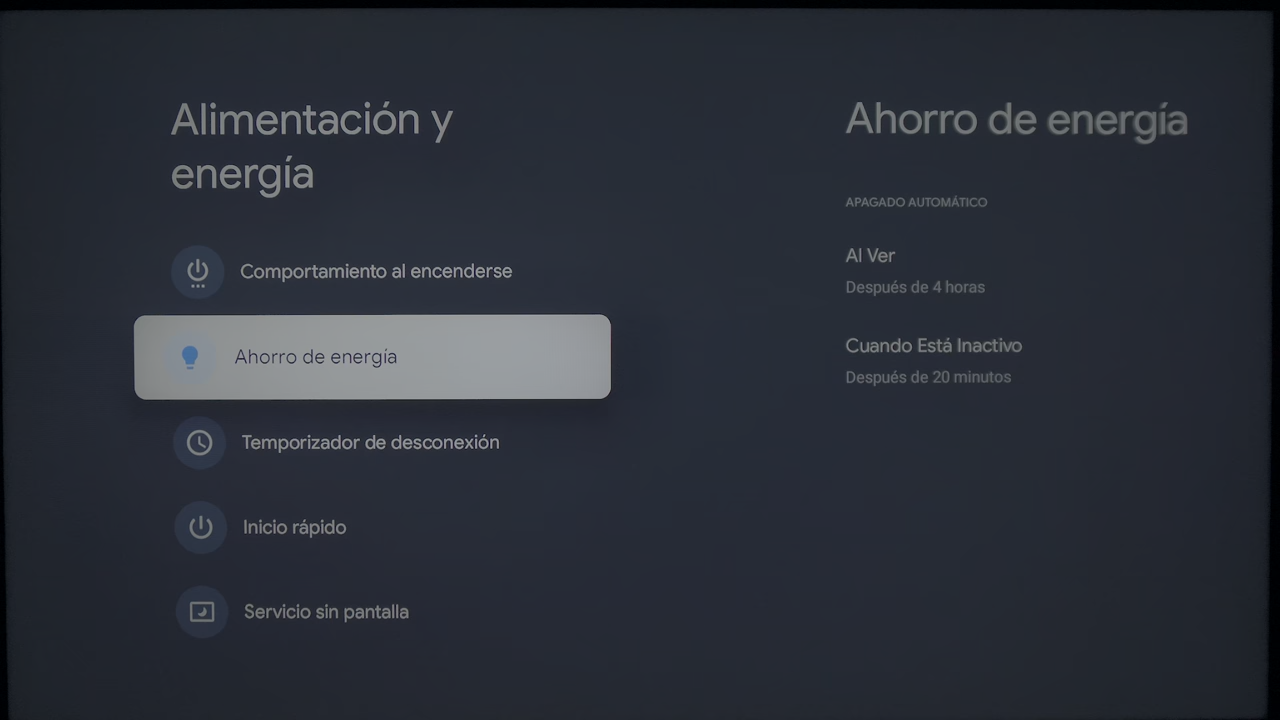 Alimentación y
energía
Comportamiento al encenderse
Ahorro de energía
Temporizador de desconexión
Inicio rápido
Servicio sin pantalla
Ahorro de energía
APAGADO AUTOMÁTICO
Al Ver
Después de 4 horas
Cuando Está Inactivo
Después de 20 minutos